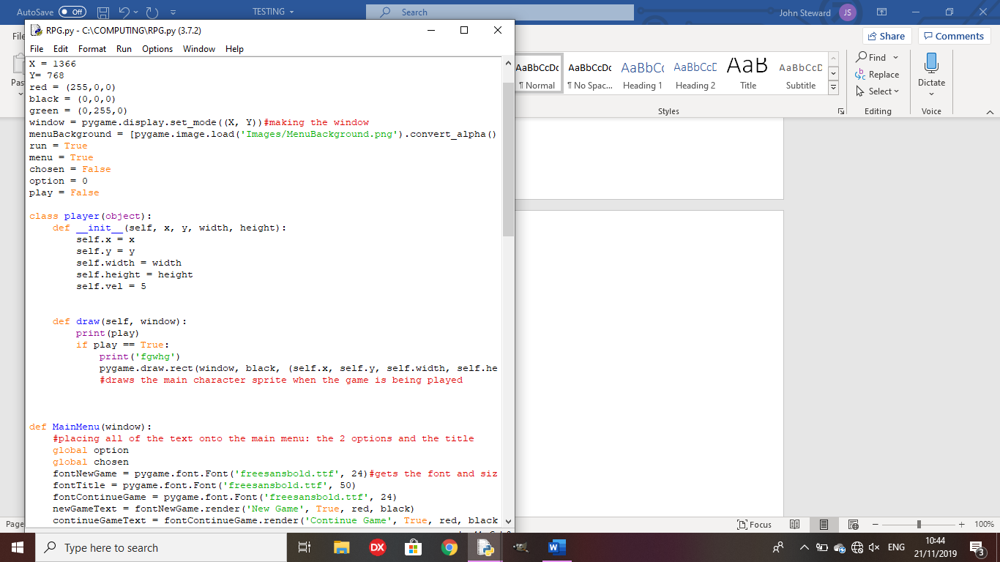 AutoSave Off TESTING Search John Steward JS
RPG.py - C:\COMPUTING\RPG.py (3.7.2)
File Edit Format Run Options Window Help
Share Comments
X = 1366
Y= 768
red = (255,0,0)
black = (0,0,0)
green = (0,255,0)
window = pygame.display.set_mode((X, Y))#making the window
menuBackground = [pygame.image.load('Images/MenuBackground.png').convert_alpha()
run = True
menu = True
chosen = False
option = 0
play = False
class player(object):
    def __init__(self, x, y, width, height):
        self.x = x
        self.y = y
        self.width = width
        self.height = height
        self.vel = 5
    def draw(self, window):
        print(play)
        if play == True:
            print('fgwhg')
            pygame.draw.rect(window, black, (self.x, self.y, self.width, self.he
            #draws the main character sprite when the game is being played
def MainMenu(window):
    #placing all of the text onto the main menu: the 2 options and the title
    global option
    global chosen
    fontNewGame = pygame.font.Font('freesansbold.ttf', 24)#gets the font and siz
    fontTitle = pygame.font.Font('freesansbold.ttf', 50)
    fontContinueGame = pygame.font.Font('freesansbold.ttf', 24)
    newGameText = fontNewGame.render('New Game', True, red, black)
    continueGameText = fontContinueGame.render('Continue Game', True, red, black
File
Past
AaBbCcDc AaBbCcDc AaBbC( AaBbCcD AaB AaBbCcD
¶ Normal ¶ No Spac... Heading 1 Heading 2 Title Subtitle
Styles
Find
Replace
Select
Editing
Dictate
Voice
Page
Focus 100%
Type here to search
DX
W
ENG
10:44
21/11/2019
3